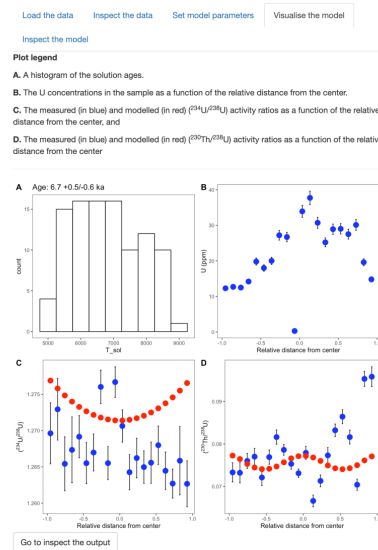 Load the data Inspect the data Set model parameters Visualise the model
Inspect the model
Plot legend
A. A histogram of the solution ages.
B. The U concentrations in the sample as a function of the relative distance from the center.
C. The measured (in blue) and modelled (in red) (²³⁴U/²³⁸U) activity ratios as a function of the relative
distance from the center, and
D. The measured (in blue) and modelled (in red) (²³⁰Th/²³⁸U) activity ratios as a function of the relative
distance from the center
A Age: 6.7 +0.5/-0.6 ka
15
10
5
0
count
5000 6000 7000 8000 9000
T_sol
B
40
30
20
10
0
U (ppm)
-1.0 -0.5 0.0 0.5 1.0
Relative distance from center
C
1.275
1.270
1.265
1.260
(²³⁴U/²³⁸U)
-1.0 -0.5 0.0 0.5 1.0
Relative distance from center
D
0.09
0.08
0.07
(²³⁰Th/²³⁸U)
-1.0 -0.5 0.0 0.5 1.0
Relative distance from center
Go to inspect the output